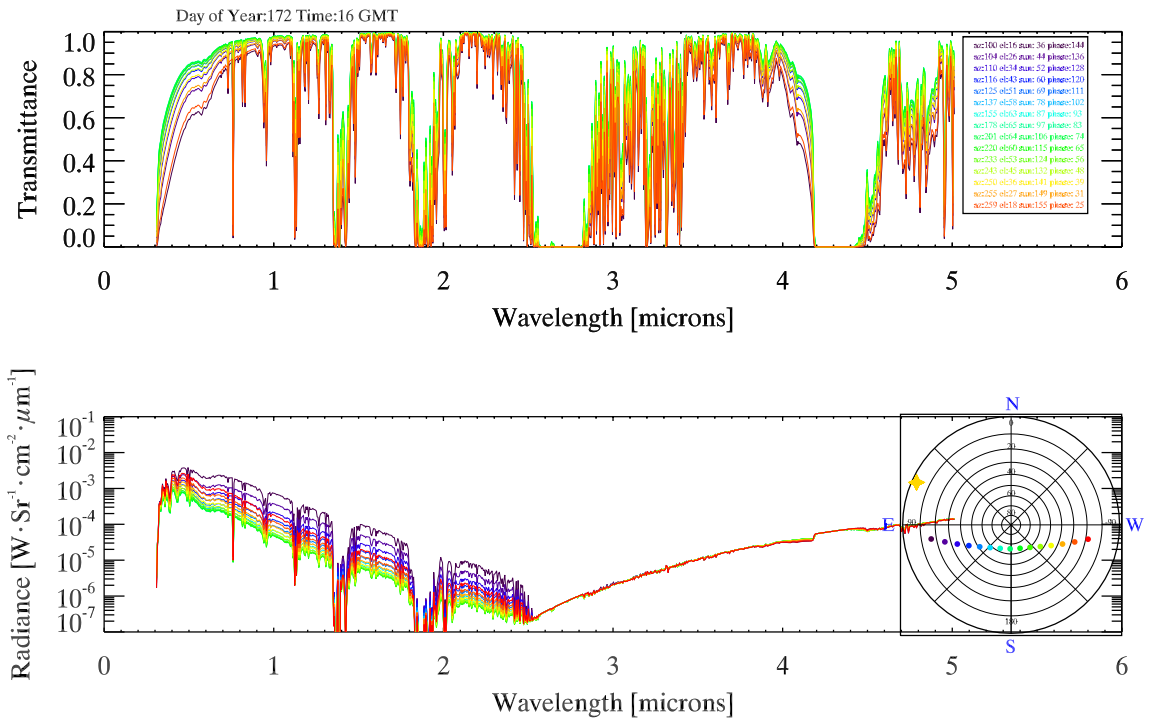 Day of Year:172 Time:16 GMT
1.0
0.8
0.6
0.4
0.2
0.0
Transmittance
az:100 el:16 sun: 36 phase:144
az:104 el:26 sun: 44 phase:136
az:110 el:34 sun: 52 phase:128
az:116 el:43 sun: 60 phase:120
az:125 el:51 sun: 69 phase:111
az:137 el:58 sun: 78 phase:102
az:155 el:63 sun: 87 phase: 93
az:178 el:65 sun: 97 phase: 83
az:201 el:64 sun:106 phase: 74
az:220 el:60 sun:115 phase: 65
az:233 el:53 sun:124 phase: 56
az:243 el:45 sun:132 phase: 48
az:250 el:36 sun:141 phase: 39
az:255 el:27 sun:149 phase: 31
az:259 el:18 sun:155 phase: 25
0 1 2 3 4 5 6
Wavelength [microns]
Radiance [W·Sr⁻¹·cm⁻²·μm⁻¹]
10⁻¹
10⁻²
10⁻³
10⁻⁴
10⁻⁵
10⁻⁶
10⁻⁷
N
0
20
40
60
80
E
90
-90
W
180
S
0 1 2 3 4 5 6
Wavelength [microns]